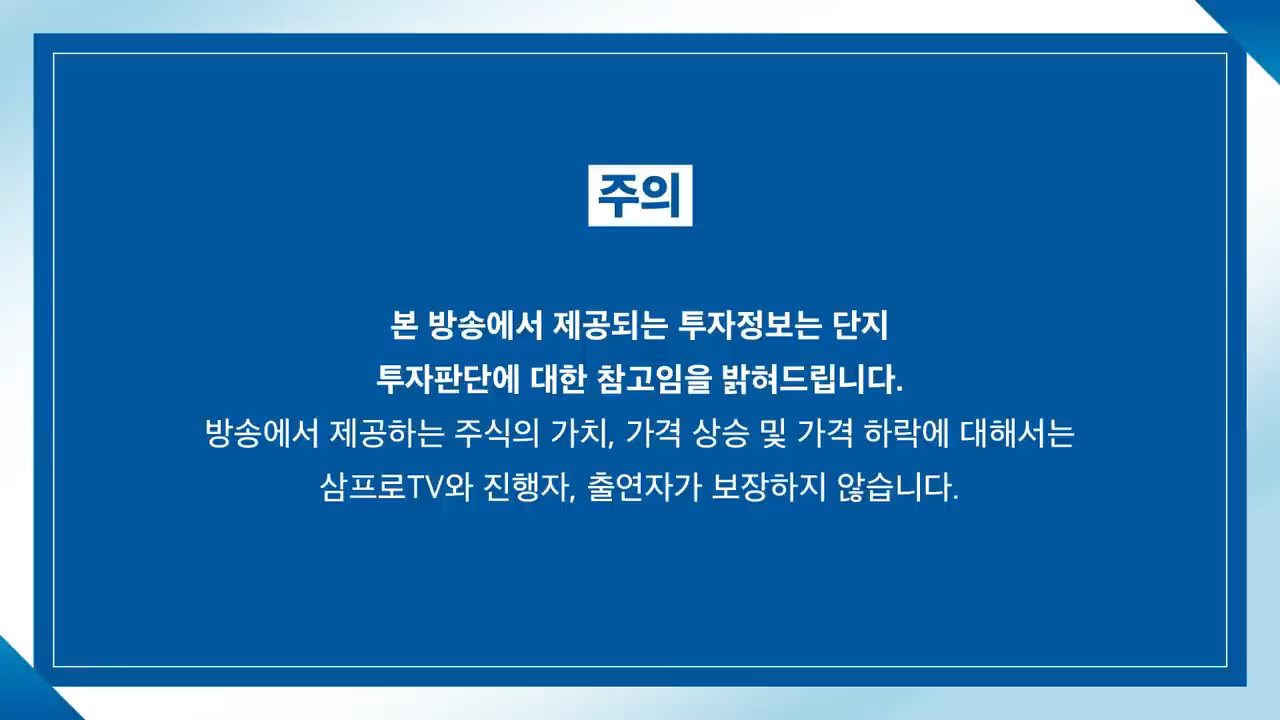 주의
본 방송에서 제공되는 투자정보는 단지
투자판단에 대한 참고임을 밝혀드립니다.
방송에서 제공하는 주식의 가치, 가격 상승 및 가격 하락에 대해서는
삼프로TV와 진행자, 출연자가 보장하지 않습니다.